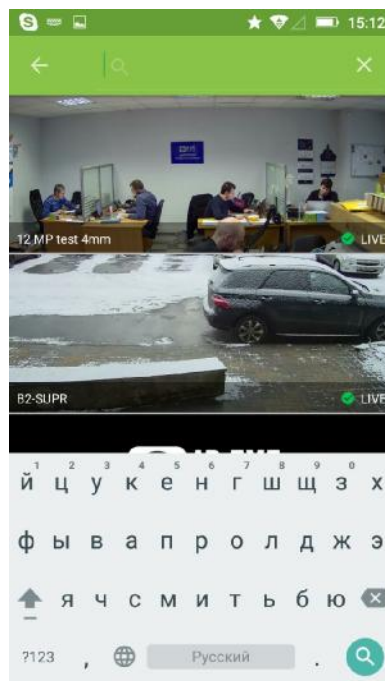 15:12
12 MP test 4mm
LIVE
B2-SUPR
LIVE
1 2 3 4 5 6 7 8 9 0
й ц у к е н г ш щ з х
ф ы в а п р о л д ж э
я ч с м и т ь б ю
?123 , Русский .